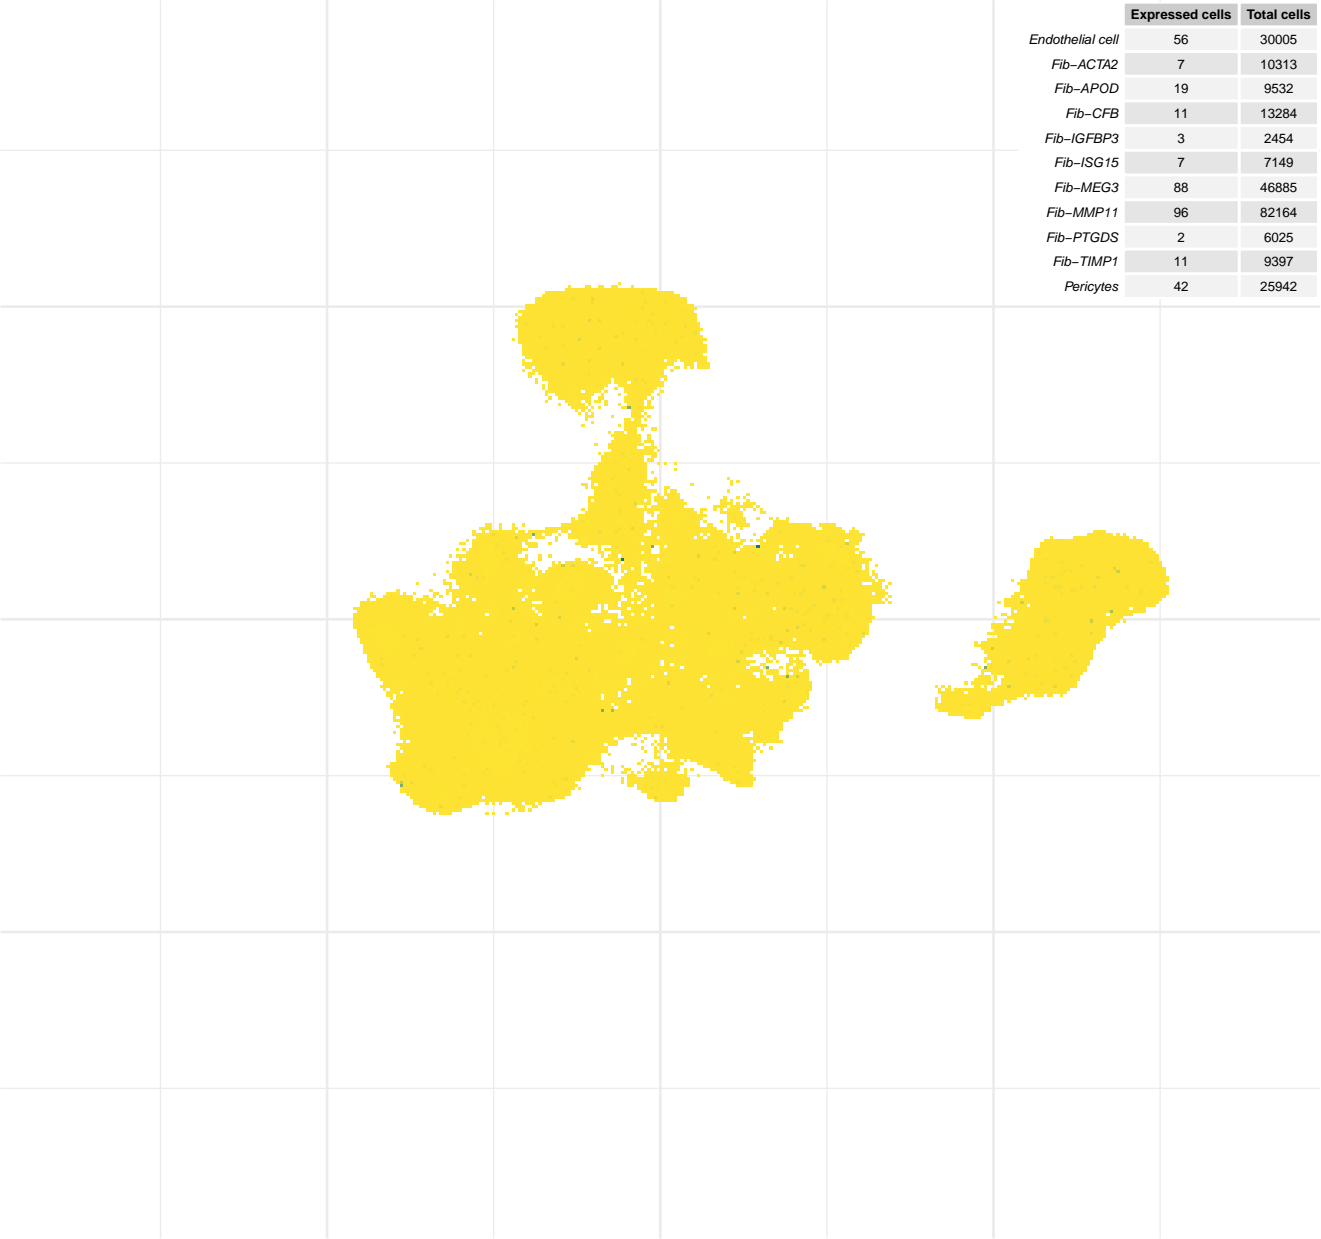 Expressed cells Total cells
Endothelial cell 56 30005
Fib−ACTA2 7 10313
Fib−APOD 19 9532
Fib−CFB 11 13284
Fib−IGFBP3 3 2454
Fib−ISG15 7 7149
Fib−MEG3 88 46885
Fib−MMP11 96 82164
Fib−PTGDS 2 6025
Fib−TIMP1 11 9397
Pericytes 42 25942